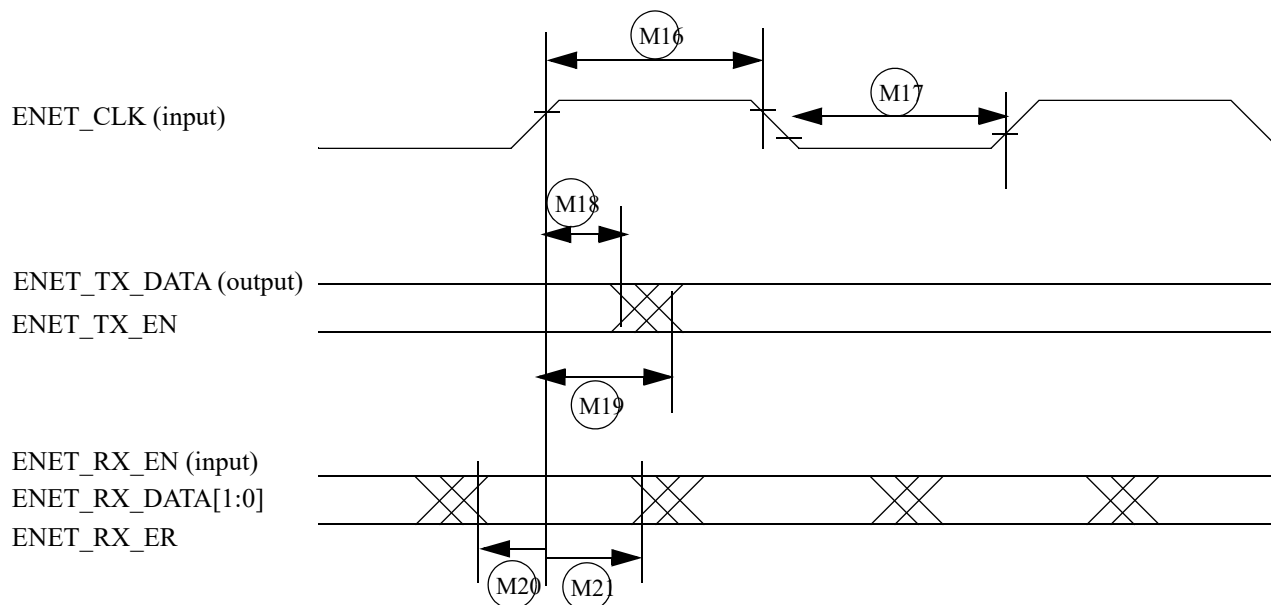 M16
ENET_CLK (input)
M17
M18
ENET_TX_DATA (output)
ENET_TX_EN
M19
ENET_RX_EN (input)
ENET_RX_DATA[1:0]
ENET_RX_ER
M20
M21